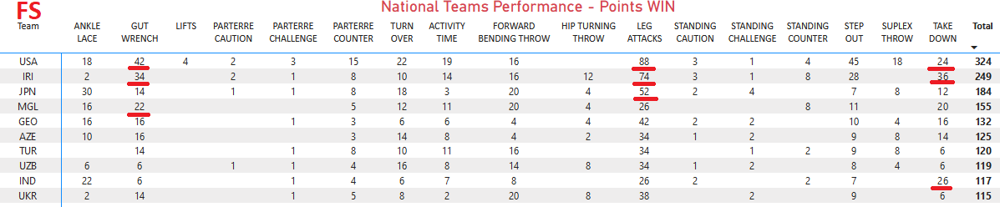 FS
National Teams Performance - Points WIN
Team ANKLE LACE GUT WRENCH LIFTS PARTERRE CAUTION PARTERRE CHALLENGE PARTERRE COUNTER TURN OVER ACTIVITY TIME FORWARD BENDING THROW HIP TURNING THROW LEG ATTACKS STANDING CAUTION STANDING CHALLENGE STANDING COUNTER STEP OUT SUPLEX THROW TAKE DOWN Total
USA 18 42 4 2 3 15 22 19 16 88 3 1 4 45 18 24 324
IRI 2 34 2 1 8 10 14 16 12 74 3 1 8 28 36 249
JPN 30 14 1 1 8 18 3 20 4 52 2 4 7 8 12 184
MGL 16 22 5 12 11 20 4 26 8 11 20 155
GEO 16 16 1 3 6 6 4 4 42 2 2 10 4 16 132
AZE 10 16 3 14 8 4 2 34 1 2 9 8 14 125
TUR 14 1 8 10 11 16 34 1 2 9 8 6 120
UZB 6 6 1 1 4 16 8 14 8 34 1 2 8 4 6 119
IND 22 6 1 4 6 7 8 26 2 2 7 26 117
UKR 2 14 1 5 8 2 20 8 38 2 9 6 115